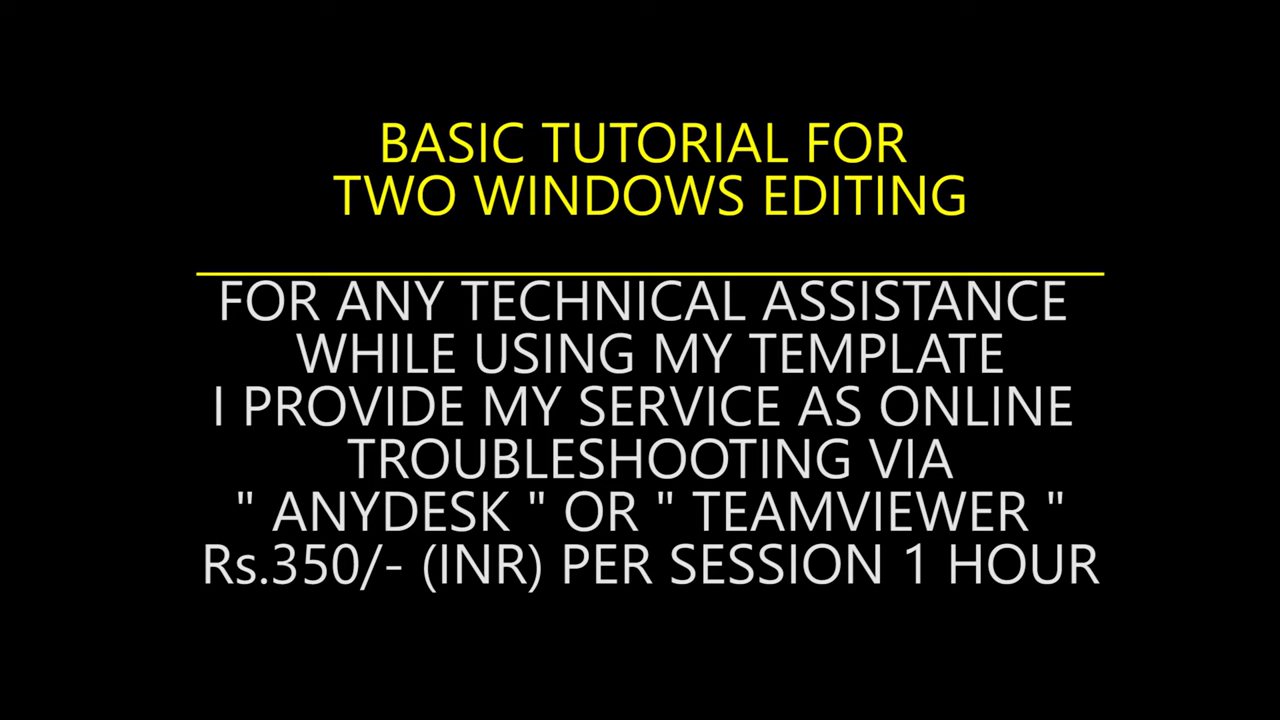 BASIC TUTORIAL FOR
TWO WINDOWS EDITING
FOR ANY TECHNICAL ASSISTANCE
WHILE USING MY TEMPLATE
I PROVIDE MY SERVICE AS ONLINE
TROUBLESHOOTING VIA
" ANYDESK " OR " TEAMVIEWER "
Rs.350/- (INR) PER SESSION 1 HOUR